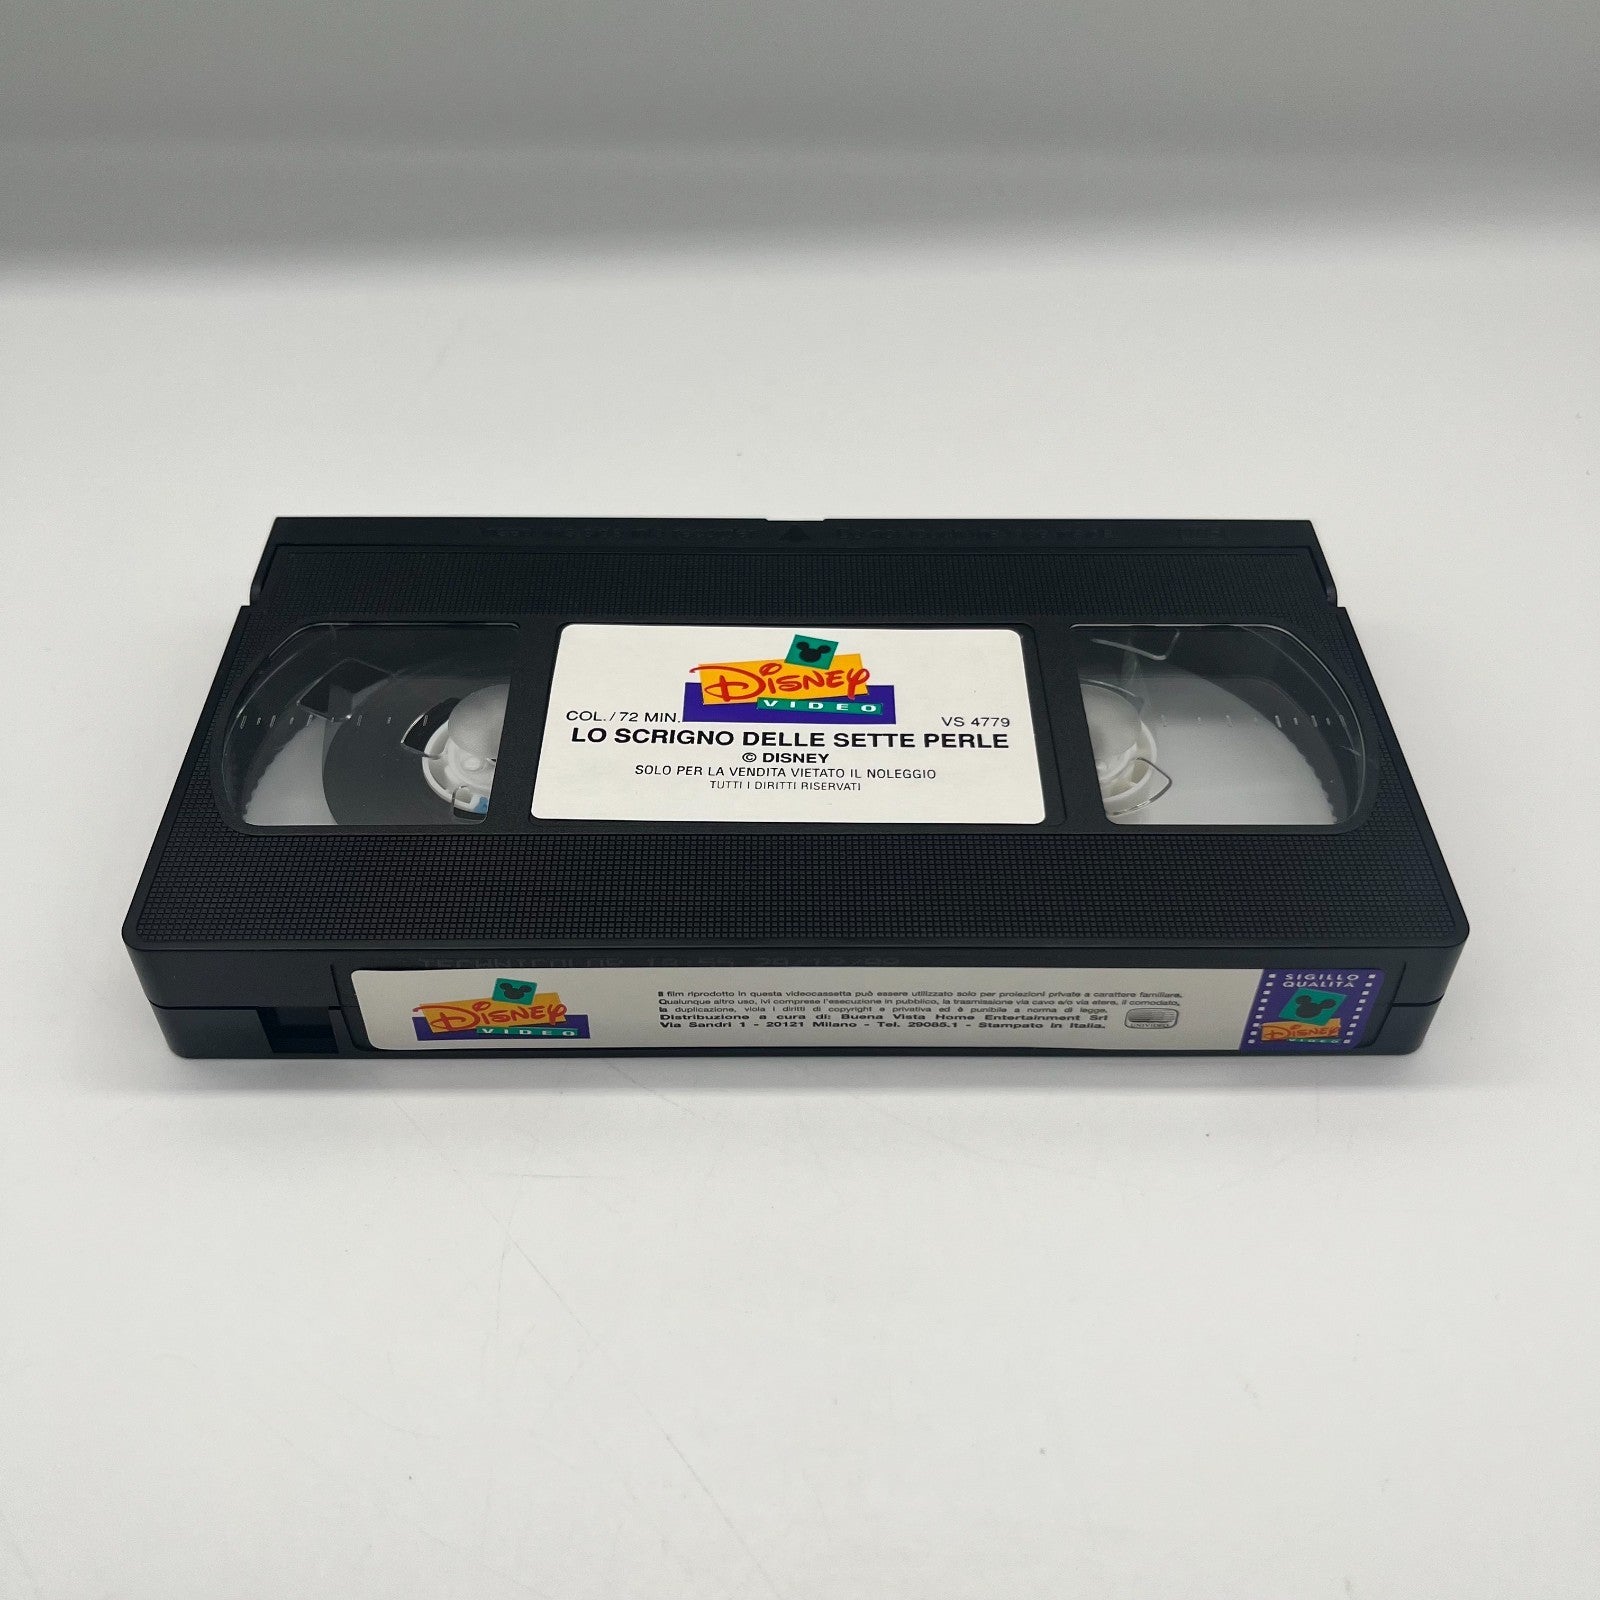 DISNEY
VIDEO
COL. / 72 MIN.
VS 4779
LO SCRIGNO DELLE SETTE PERLE
© DISNEY
SOLO PER LA VENDITA VIETATO IL NOLEGGIO
TUTTI I DIRITTI RISERVATI
TECHNICOLOR 18:55
DISNEY
VIDEO
Il film riprodotto in questa videocassetta può essere utilizzato solo per proiezioni private a carattere familiare.
Qualunque altro uso, ivi comprese l'esecuzione in pubblico, la trasmissione via cavo e/o via etere, il comodato,
la duplicazione, viola i diritti di copyright e privativa ed è punibile a norma di legge.
Distribuzione a cura di: Buena Vista Home Entertainment Srl
Via Sandri 1 - 20121 Milano - Tel. 29085.1 - Stampato in Italia.
UNIVIDEO
SIGILLO
QUALITÀ
DISNEY
VIDEO